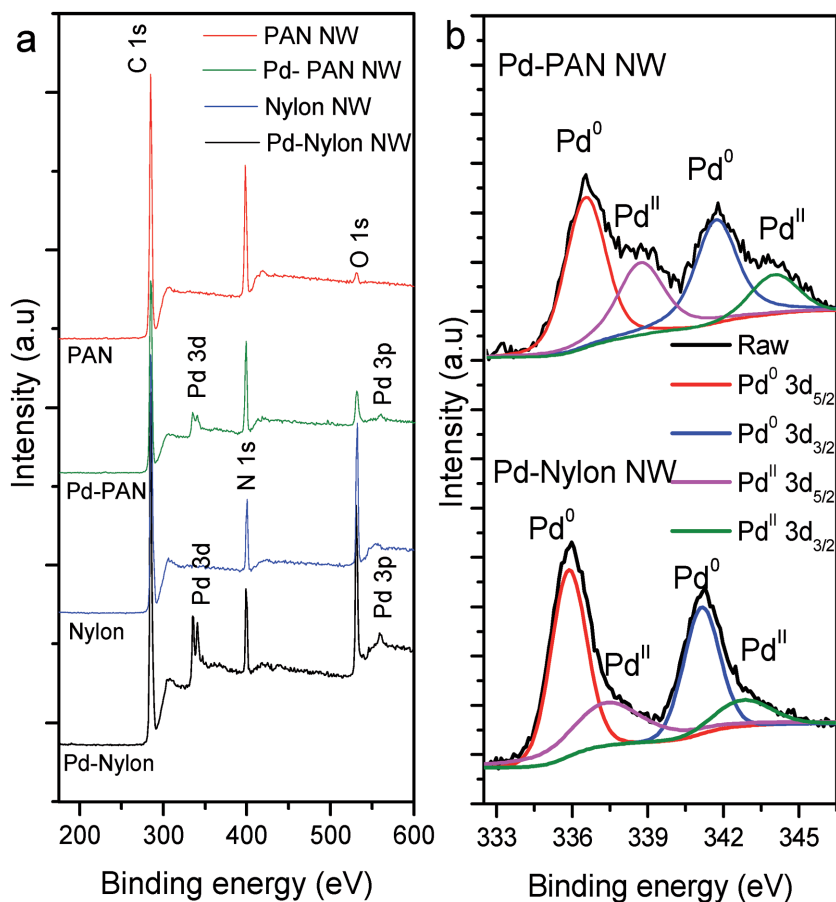 a
C 1s
PAN NW
Pd- PAN NW
Nylon NW
Pd-Nylon NW
O 1s
PAN
Pd 3d
Pd 3p
Pd-PAN
N 1s
Nylon
Pd 3d
Pd 3p
Pd-Nylon
Intensity (a.u)
200 300 400 500 600
Binding energy (eV)
b
Pd-PAN NW
Pd⁰
Pdᴵᴵ
Pd⁰
Pdᴵᴵ
Raw
Pd⁰ 3d₅/₂
Pd⁰ 3d₃/₂
Pdᴵᴵ 3d₅/₂
Pdᴵᴵ 3d₃/₂
Pd-Nylon NW
Pd⁰
Pdᴵᴵ
Pd⁰
Pdᴵᴵ
Intensity (a.u)
333 336 339 342 345
Binding energy (eV)